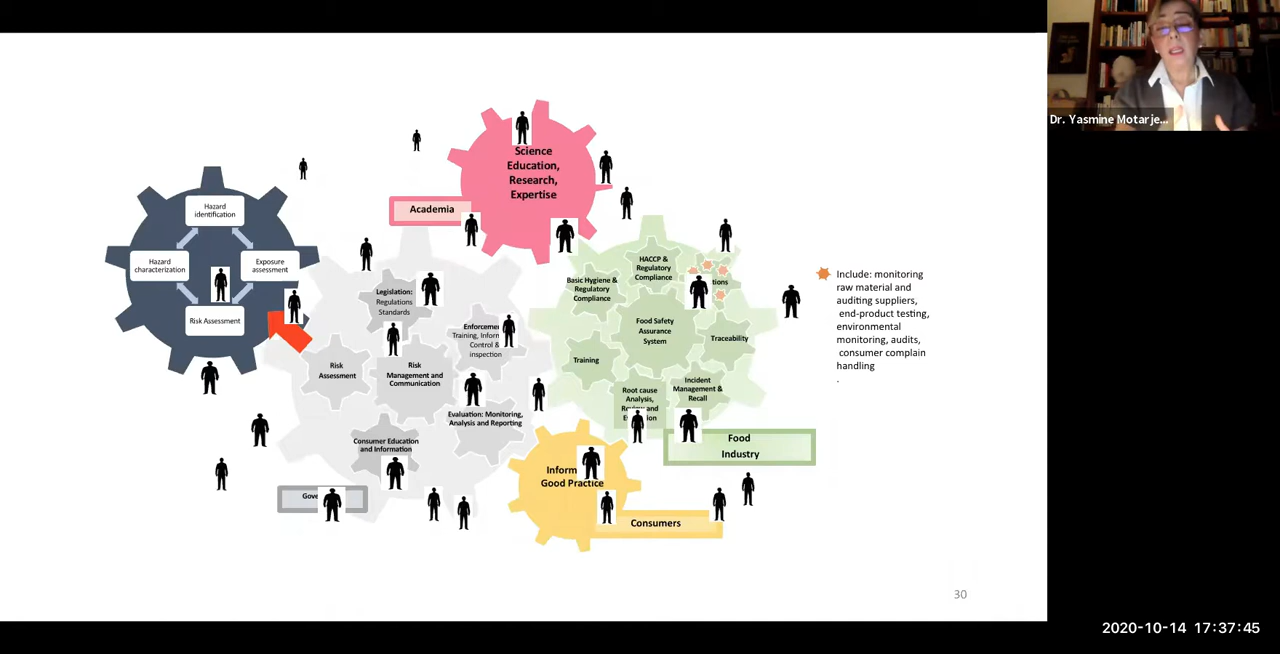 Dr. Yasmine Motarje...
Science
Education,
Research,
Expertise
Academia
Hazard
identification
Hazard
characterization
Exposure
assessment
Risk Assessment
HACCP &
Regulatory
Compliance
Basic Hygiene &
Regulatory
Compliance
tions
Food Safety
Assurance
System
Traceability
Training
Incident
Management &
Recall
Root cause
Analysis,
and
Include: monitoring
raw material and
auditing suppliers,
end-product testing,
environmental
monitoring, audits,
consumer complain
handling
.
Legislation:
Regulations
Standards
Enforcemen
Training, Inform
Control &
inspection
Risk
Assessment
Risk
Management and
Communication
Evaluation: Monitoring,
Analysis and Reporting
Consumer Education
and Information
Gove
Food
Industry
Inform
Good Practice
Consumers
30
2020-10-14 17:37:45